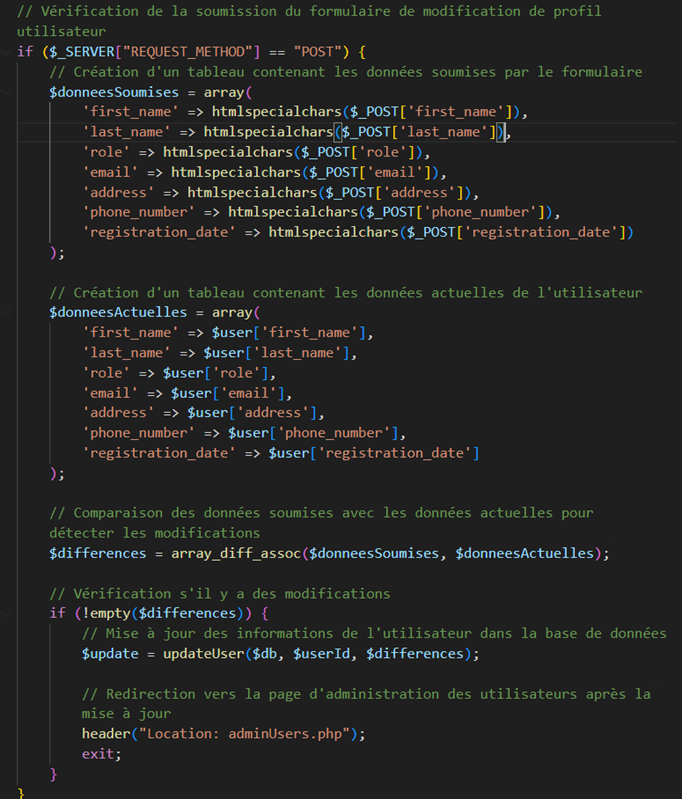 // Vérification de la soumission du formulaire de modification de profil
utilisateur
if ($_SERVER["REQUEST_METHOD"] == "POST") {
    // Création d'un tableau contenant les données soumises par le formulaire
    $donneesSoumises = array(
        'first_name' => htmlspecialchars($_POST['first_name']),
        'last_name' => htmlspecialchars($_POST['last_name']),
        'role' => htmlspecialchars($_POST['role']),
        'email' => htmlspecialchars($_POST['email']),
        'address' => htmlspecialchars($_POST['address']),
        'phone_number' => htmlspecialchars($_POST['phone_number']),
        'registration_date' => htmlspecialchars($_POST['registration_date'])
    );
    // Création d'un tableau contenant les données actuelles de l'utilisateur
    $donneesActuelles = array(
        'first_name' => $user['first_name'],
        'last_name' => $user['last_name'],
        'role' => $user['role'],
        'email' => $user['email'],
        'address' => $user['address'],
        'phone_number' => $user['phone_number'],
        'registration_date' => $user['registration_date']
    );
    // Comparaison des données soumises avec les données actuelles pour
    détecter les modifications
    $differences = array_diff_assoc($donneesSoumises, $donneesActuelles);
    // Vérification s'il y a des modifications
    if (!empty($differences)) {
        // Mise à jour des informations de l'utilisateur dans la base de données
        $update = updateUser($db, $userId, $differences);
        // Redirection vers la page d'administration des utilisateurs après la
        mise à jour
        header("Location: adminUsers.php");
        exit;
    }
}